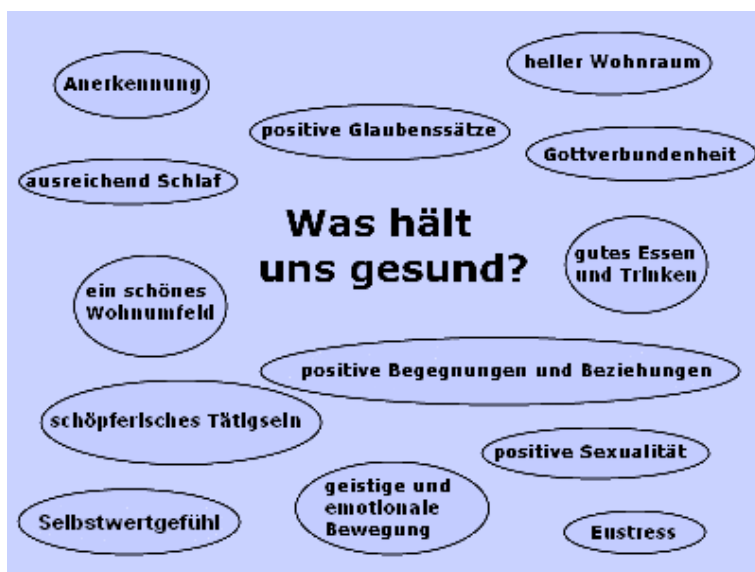 heller Wohnraum
Anerkennung
positive Glaubenssätze
Gottverbundenheit
ausreichend Schlaf
Was hält
uns gesund?
gutes Essen
und Trinken
ein schönes
Wohnumfeld
positive Begegnungen und Beziehungen
schöpferisches Tätigsein
positive Sexualität
geistige und
emotionale
Bewegung
Selbstwertgefühl
Eustress